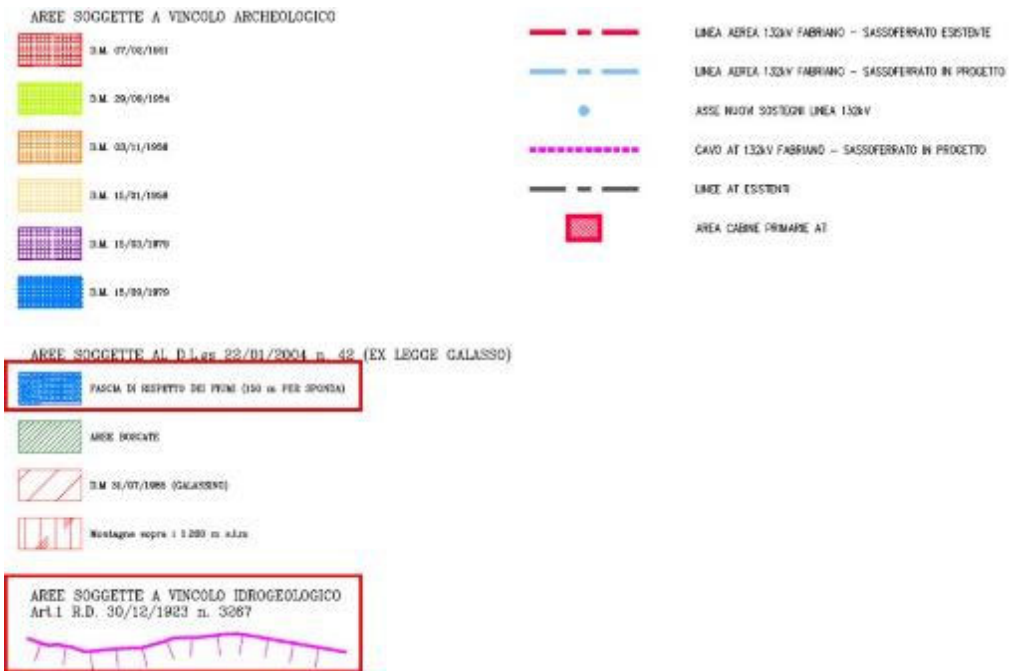 AREE SOGGETTE A VINCOLO ARCHEOLOGICO
D.M. 07/02/1951
D.M. 29/09/1954
D.M. 03/11/1958
D.M. 15/01/1958
D.M. 15/03/1979
D.M. 15/09/1979
AREE SOGGETTE AL D.Lgs 22/01/2004 n. 42 (EX LEGGE GALASSO)
FASCIA DI RISPETTO DEI FIUMI (150 m PER SPONDA)
AREE BOSCATE
D.M 31/07/1985 (GALASSINO)
Montagne sopra i 1.200 m s.l.m
AREE SOGGETTE A VINCOLO IDROGEOLOGICO
Art.1 R.D. 30/12/1923 n. 3267
LINEA AEREA 132kV FABRIANO - SASSOFERRATO ESISTENTE
LINEA AEREA 132kV FABRIANO - SASSOFERRATO IN PROGETTO
ASSE NUOVI SOSTEGNI LINEA 132kV
CAVO AT 132kV FABRIANO - SASSOFERRATO IN PROGETTO
LINEE AT ESISTENTI
AREA CABINE PRIMARIE AT